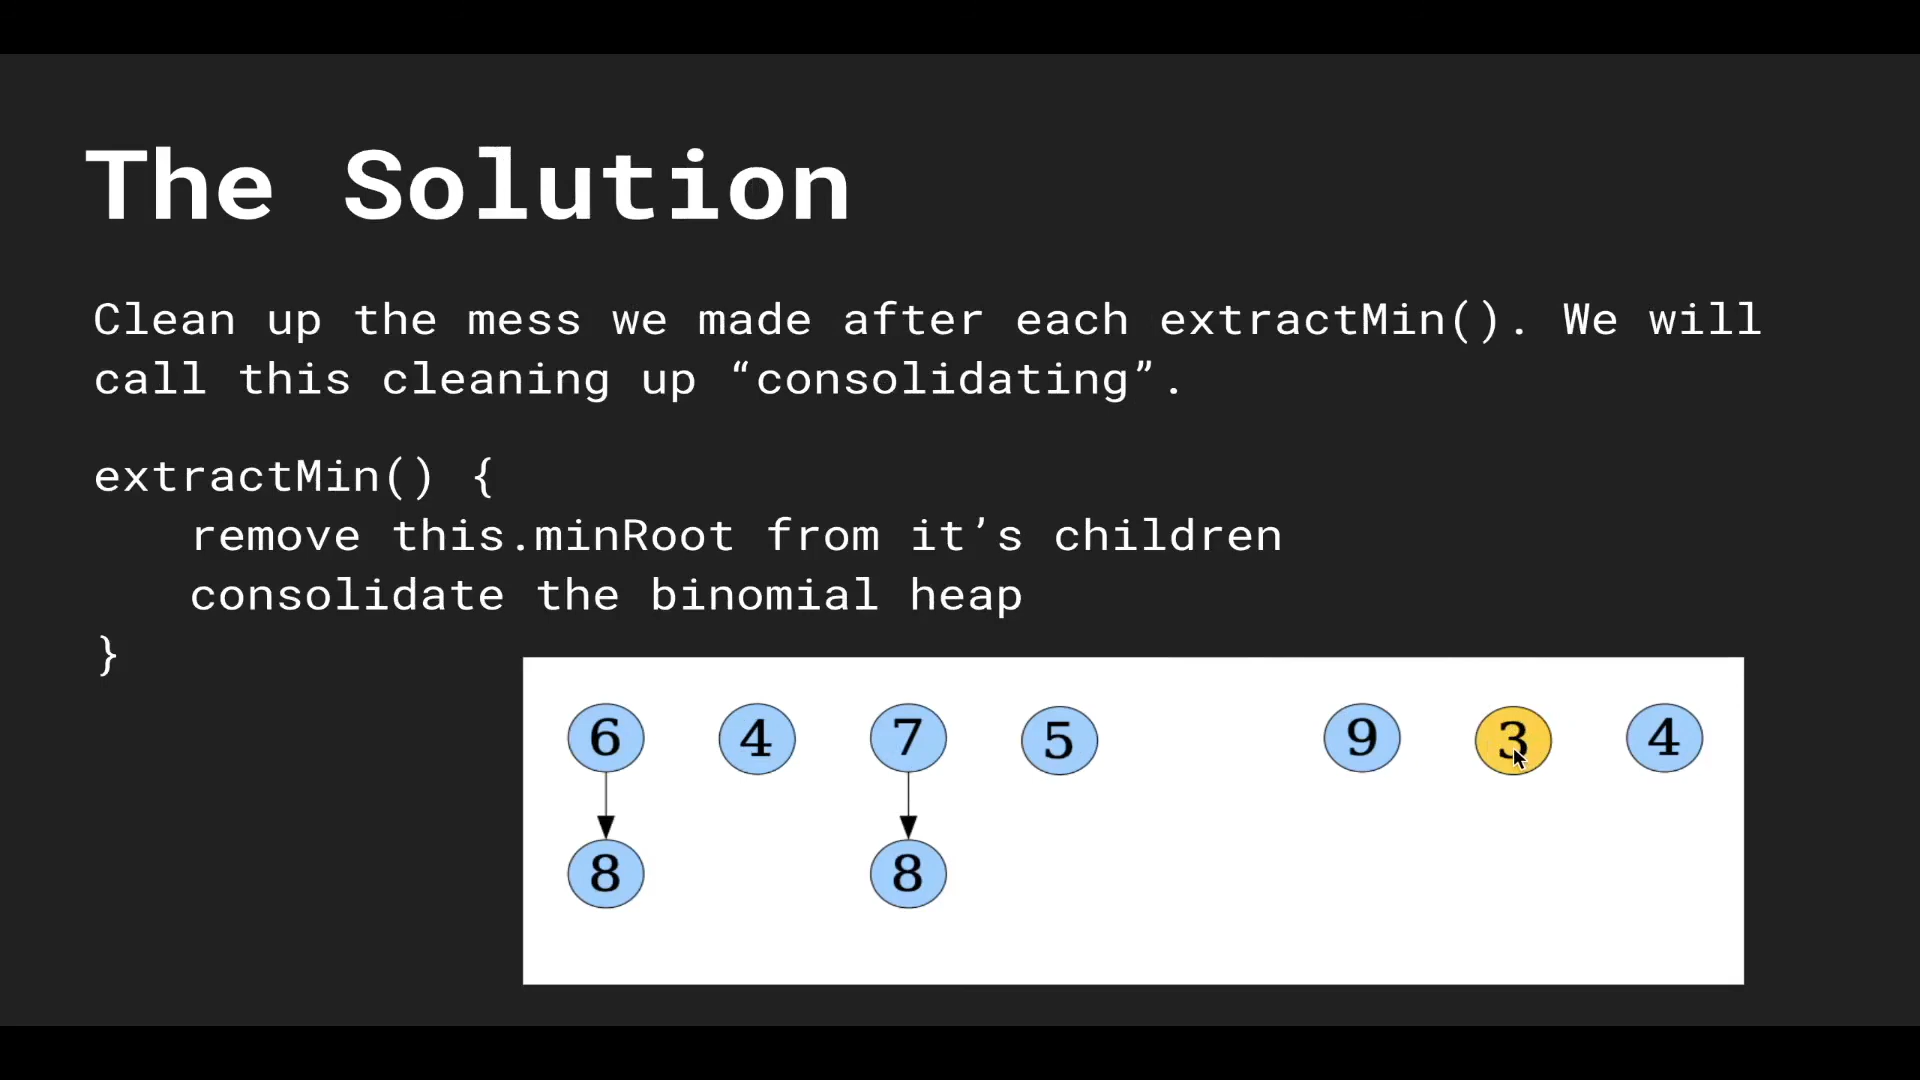 The Solution
Clean up the mess we made after each extractMin(). We will
call this cleaning up “consolidating”.
extractMin() {
remove this.minRoot from it’s children
consolidate the binomial heap
}
6 4 7 5 9 3 4
8 8